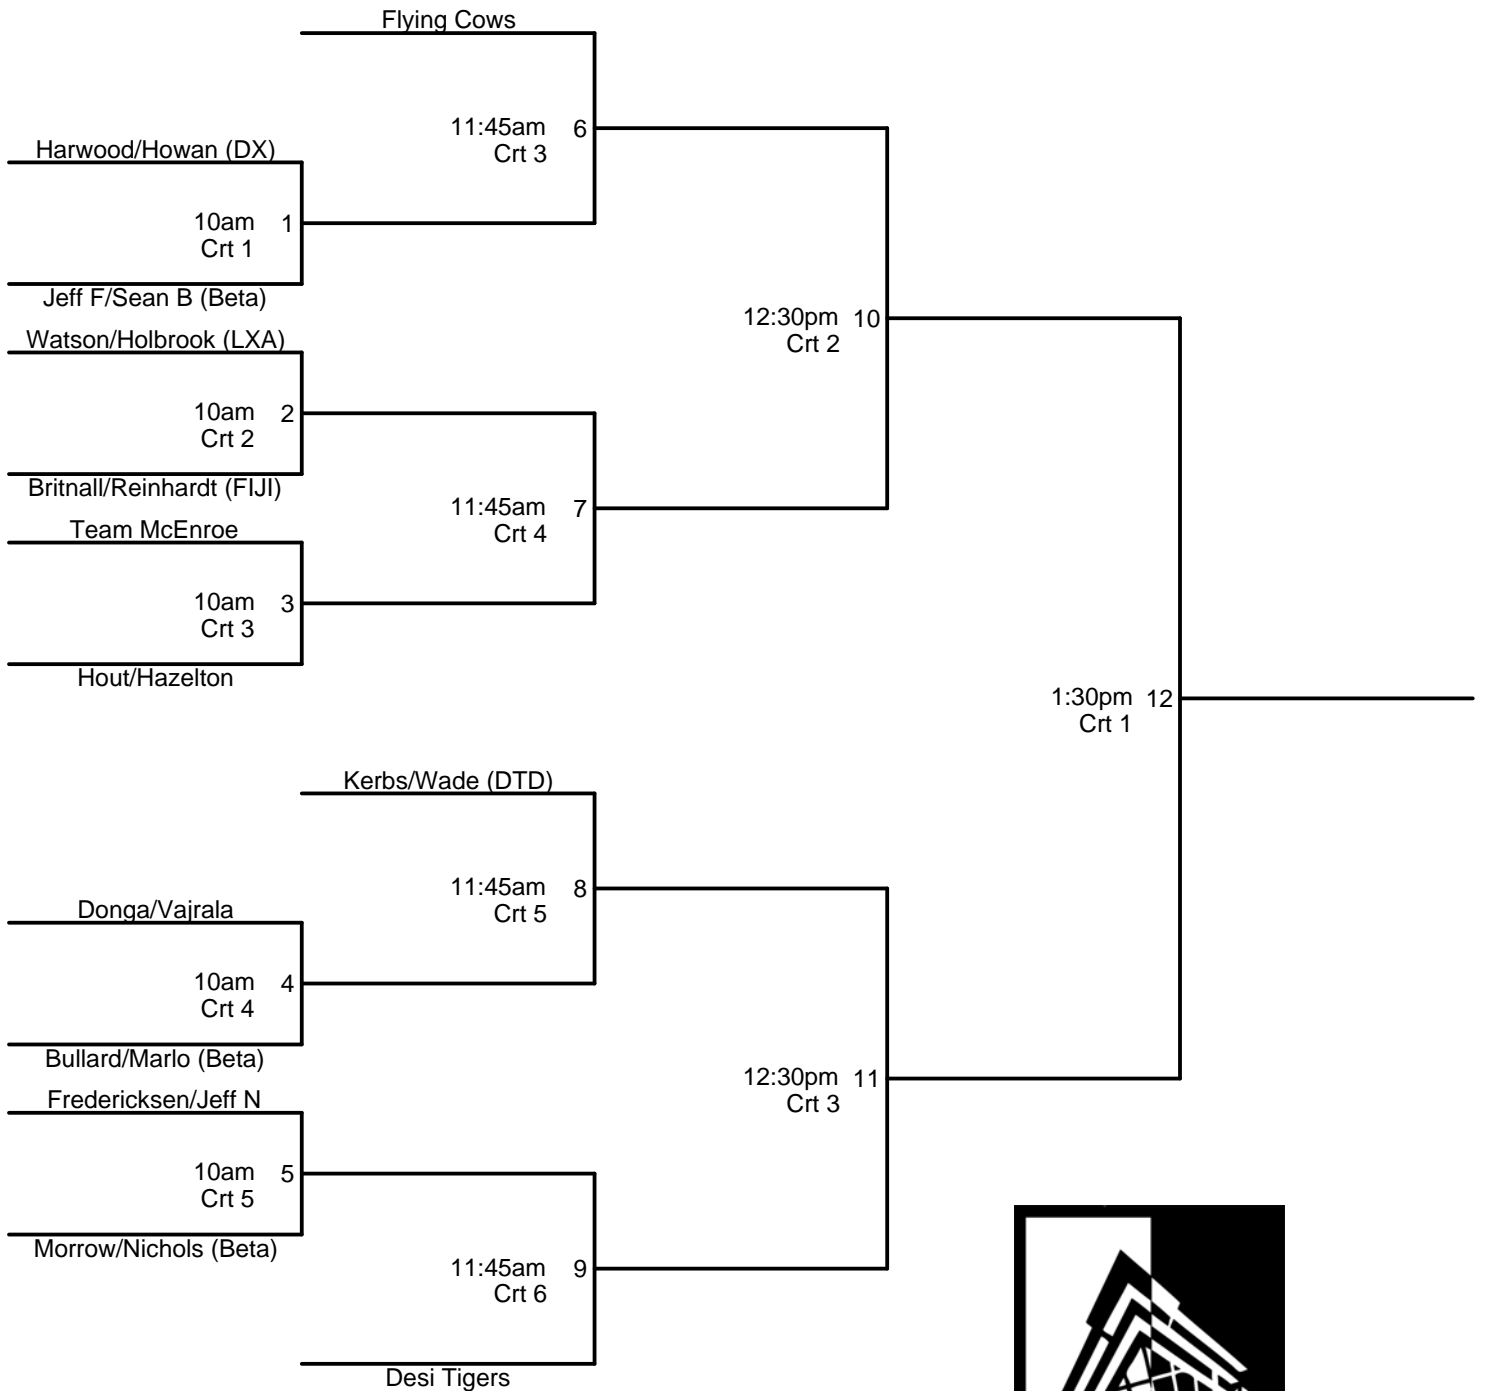 Flying Cows
11:45am 6
Crt 3
Harwood/Howan (DX)
10am 1
Crt 1
Jeff F/Sean B (Beta)
12:30pm 10
Crt 2
Watson/Holbrook (LXA)
10am 2
Crt 2
Britnall/Reinhardt (FIJI)
11:45am 7
Crt 4
Team McEnroe
10am 3
Crt 3
Hout/Hazelton
1:30pm 12
Crt 1
Kerbs/Wade (DTD)
11:45am 8
Crt 5
Donga/Vajrala
10am 4
Crt 4
Bullard/Marlo (Beta)
12:30pm 11
Crt 3
Fredericksen/Jeff N
10am 5
Crt 5
Morrow/Nichols (Beta)
11:45am 9
Crt 6
Desi Tigers